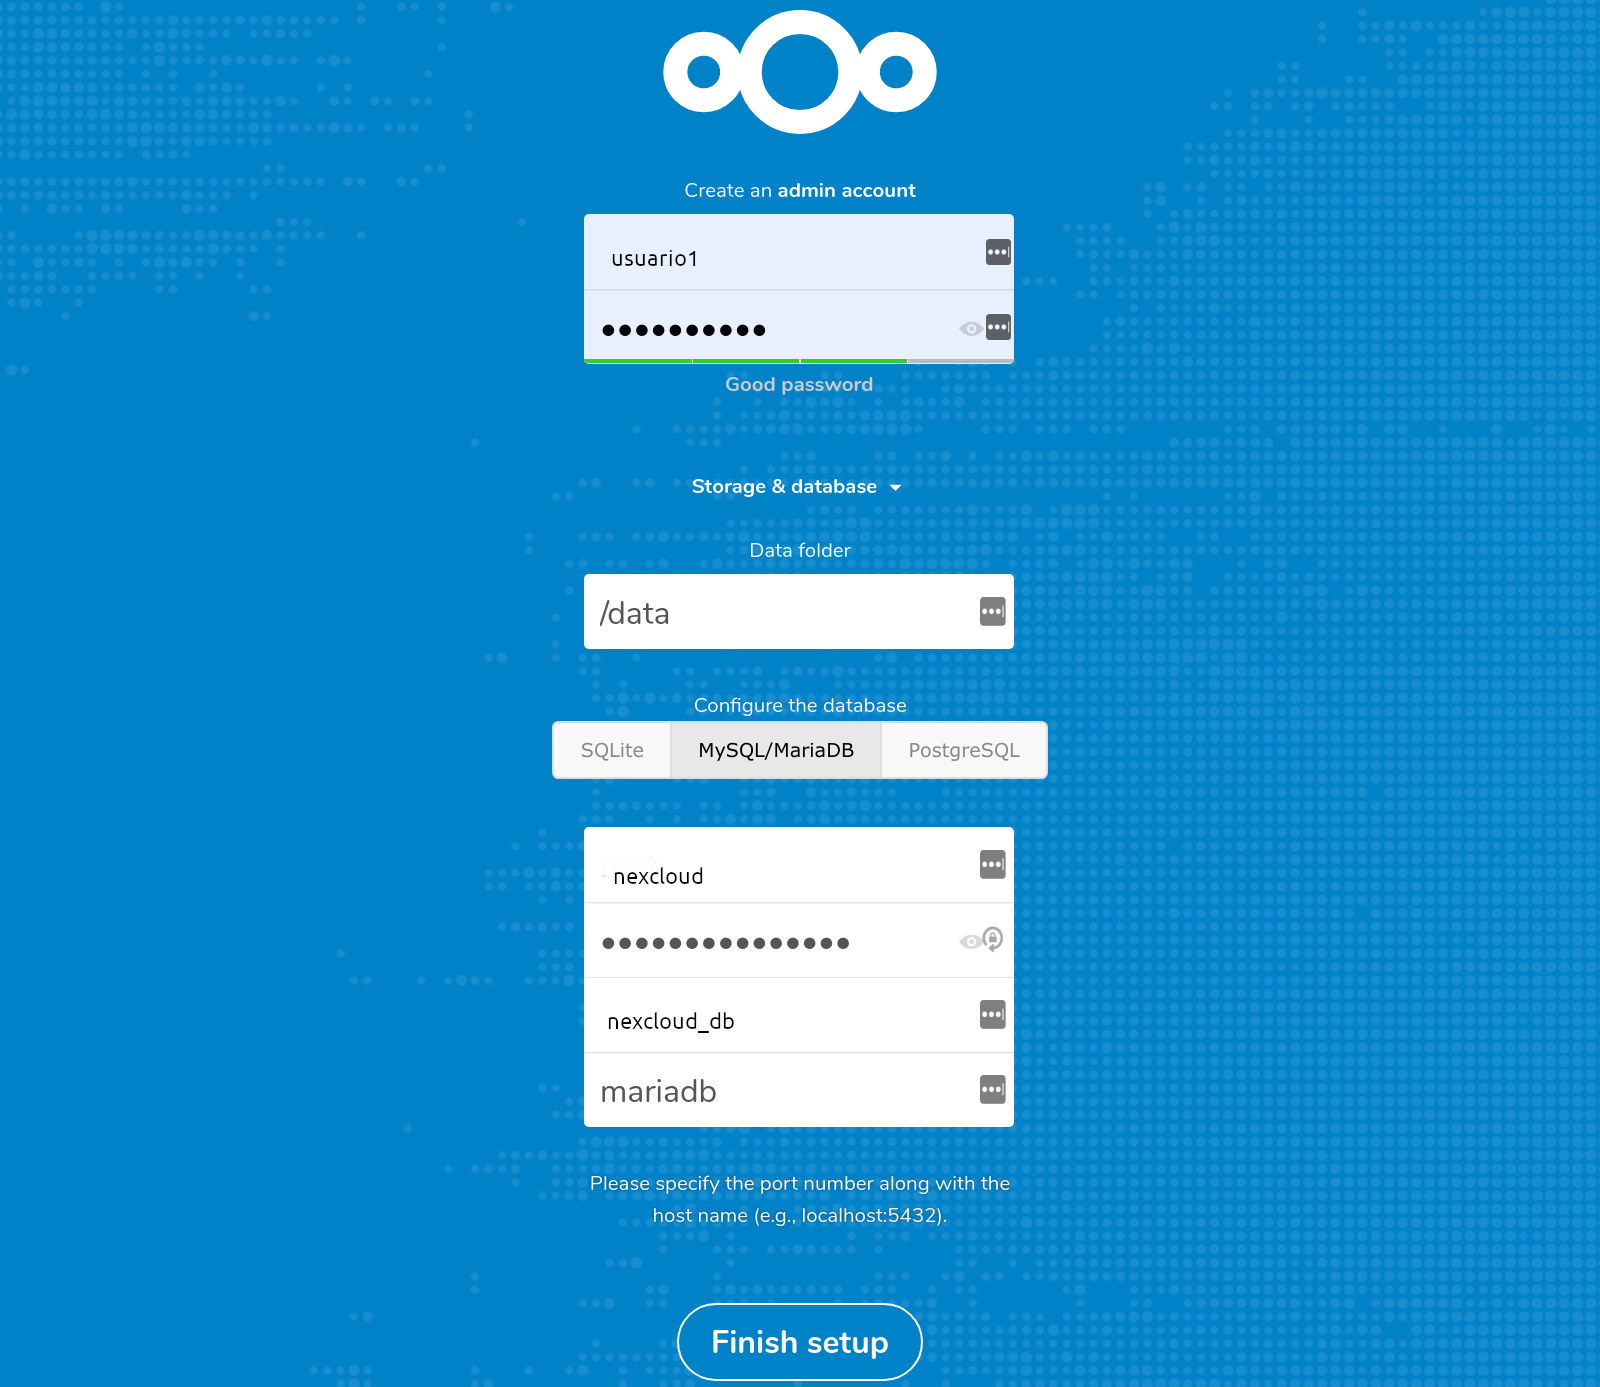 Create an admin account
usuario1
Good password
Storage & database
Data folder
/data
Configure the database
SQLite
MySQL/MariaDB
PostgreSQL
nexcloud
nexcloud_db
mariadb
Please specify the port number along with the
host name (e.g., localhost:5432).
Finish setup